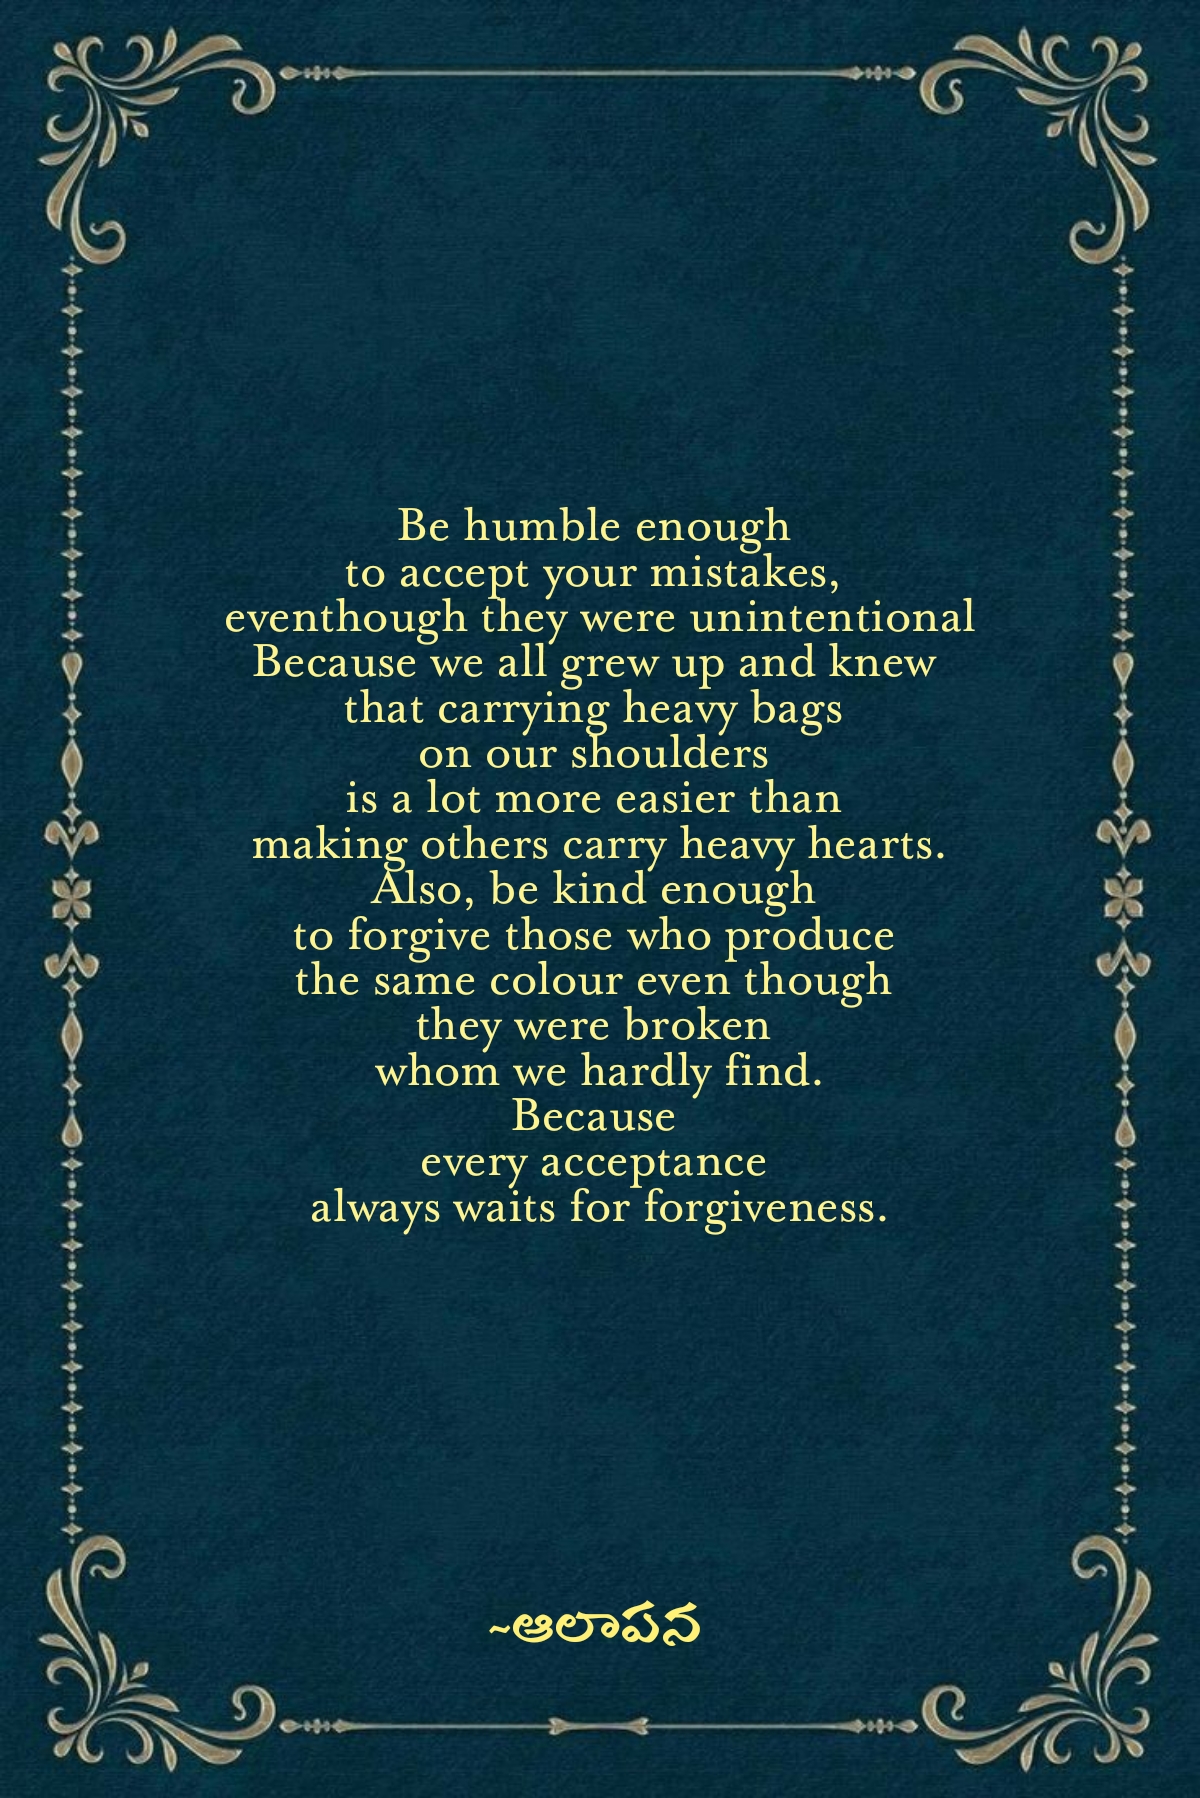 Be humble enough
to accept your mistakes,
eventhough they were unintentional
Because we all grew up and knew
that carrying heavy bags
on our shoulders
is a lot more easier than
making others carry heavy hearts.
Also, be kind enough
to forgive those who produce
the same colour even though
they were broken
whom we hardly find.
Because
every acceptance
always waits for forgiveness.
~ఆలాపన